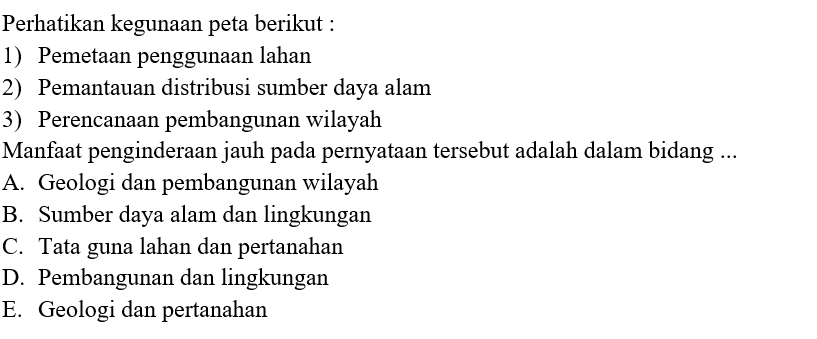 Perhatikan kegunaan peta berikut :
1) Pemetaan penggunaan lahan
2) Pemantauan distribusi sumber daya alam
3) Perencanaan pembangunan wilayah
Manfaat penginderaan jauh pada pernyataan tersebut adalah dalam bidang ...
A. Geologi dan pembangunan wilayah
B. Sumber daya alam dan lingkungan
C. Tata guna lahan dan pertanahan
D. Pembangunan dan lingkungan
E. Geologi dan pertanahan